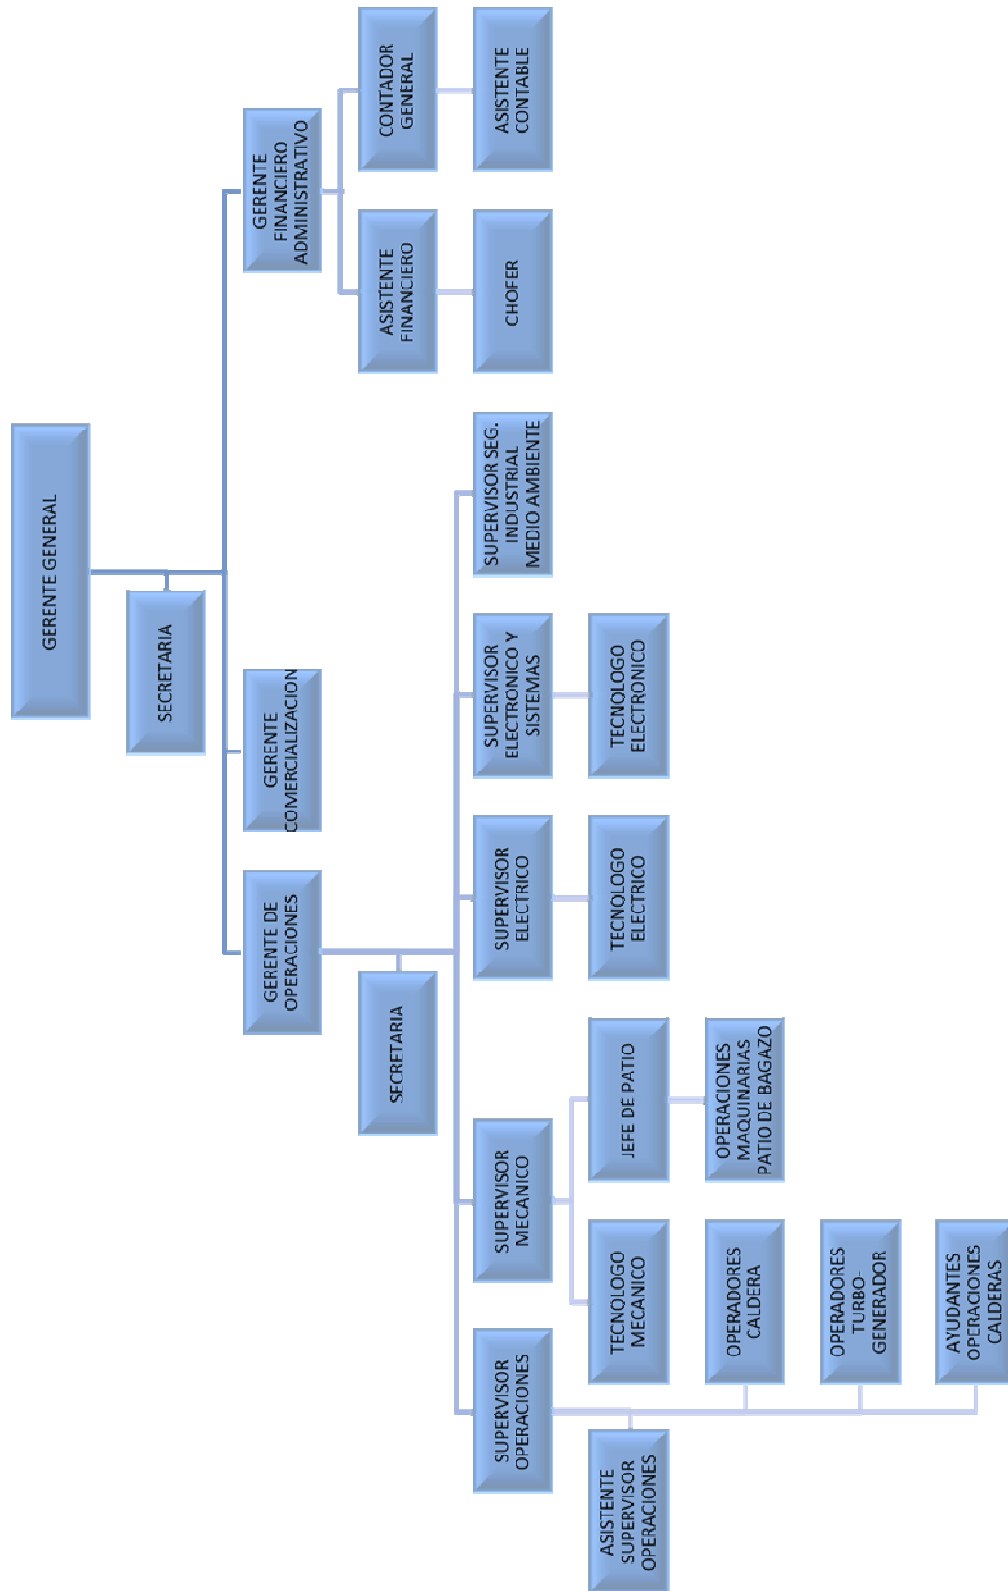 GERENTE GENERAL
SECRETARIA
GERENTE DE
OPERACIONES
GERENTE
COMERCIALIZACION
GERENTE
FINANCIERO
ADMINISTRATIVO
SECRETARIA
ASISTENTE
FINANCIERO
CONTADOR
GENERAL
SUPERVISOR
OPERACIONES
SUPERVISOR
MECANICO
SUPERVISOR
ELECTRICO
SUPERVISOR
ELECTRONICO Y
SISTEMAS
SUPERVISOR SEG.
INDUSTRIAL
MEDIO AMBIENTE
CHOFER
ASISTENTE
CONTABLE
ASISTENTE
SUPERVISOR
OPERACIONES
TECNOLOGO
MECANICO
JEFE DE PATIO
TECNOLOGO
ELECTRICO
TECNOLOGO
ELECTRONICO
OPERADORES
CALDERA
OPERACIONES
MAQUINARIAS
PATIO DE BAGAZO
OPERADORES
TURBO-
GENERADOR
AYUDANTES
OPERACIONES
CALDERAS